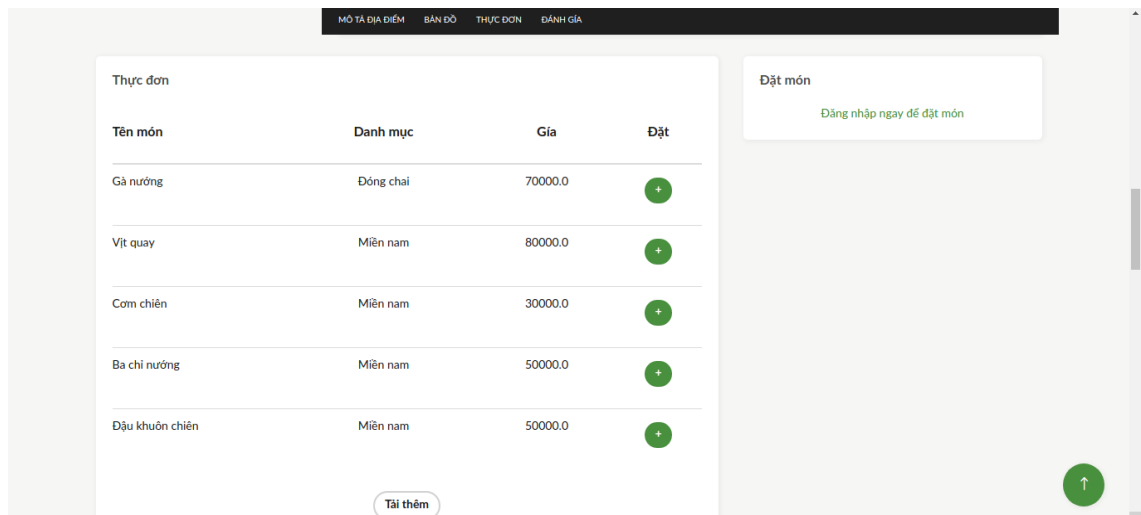 MÔ TẢ ĐỊA ĐIỂM BẢN ĐỒ THỰC ĐƠN ĐÁNH GÍA
Thực đơn
Tên món Danh mục Gía Đặt
Gà nướng Đóng chai 70000.0 +
Vịt quay Miền nam 80000.0 +
Cơm chiên Miền nam 30000.0 +
Ba chỉ nướng Miền nam 50000.0 +
Đậu khuôn chiên Miền nam 50000.0 +
Tải thêm
Đặt món
Đăng nhập ngay để đặt món